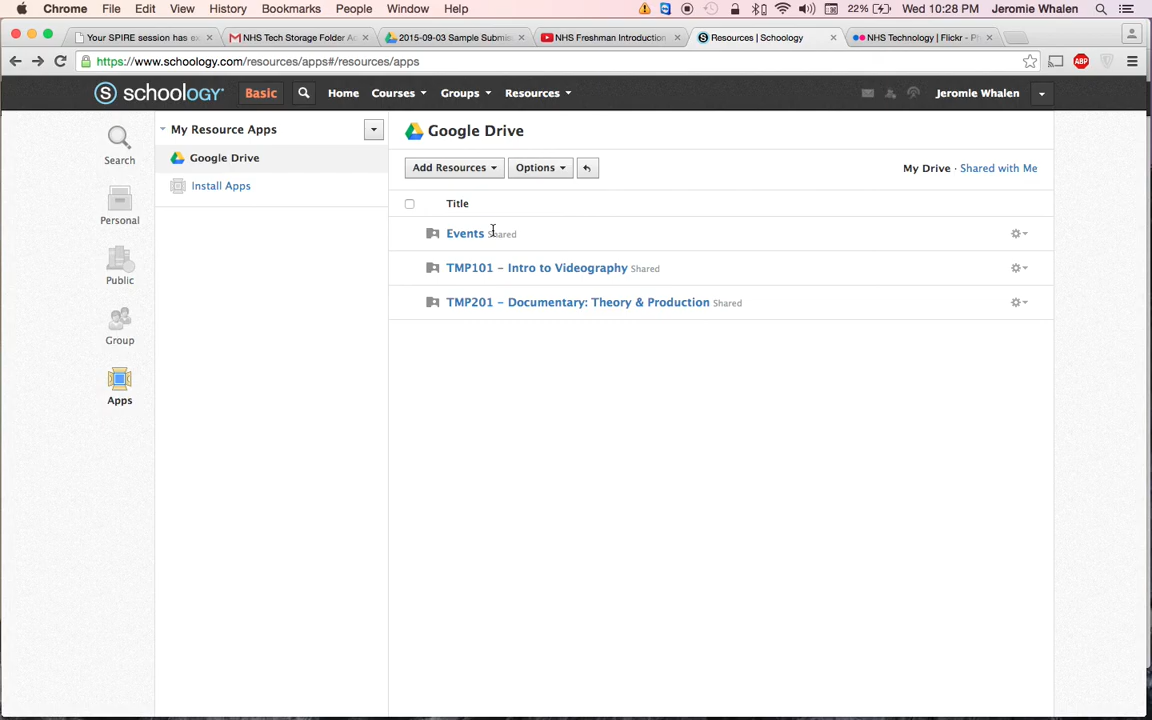 Chrome File Edit View History Bookmarks People Window Help 22% Wed 10:28 PM Jeromie Whalen
Your SPIRE session has ex NHS Tech Storage Folder Ac 2015-09-03 Sample Submis NHS Freshman Introduction Resources | Schoology NHS Technology | Flickr - Ph
https://www.schoology.com/resources/apps#/resources/apps ABP
S schoology Basic Home Courses Groups Resources Jeromie Whalen
Search
Personal
Public
Group
Apps
My Resource Apps
Google Drive
Install Apps
Google Drive
Add Resources Options My Drive · Shared with Me
Title
Events Shared
TMP101 - Intro to Videography Shared
TMP201 - Documentary: Theory & Production Shared